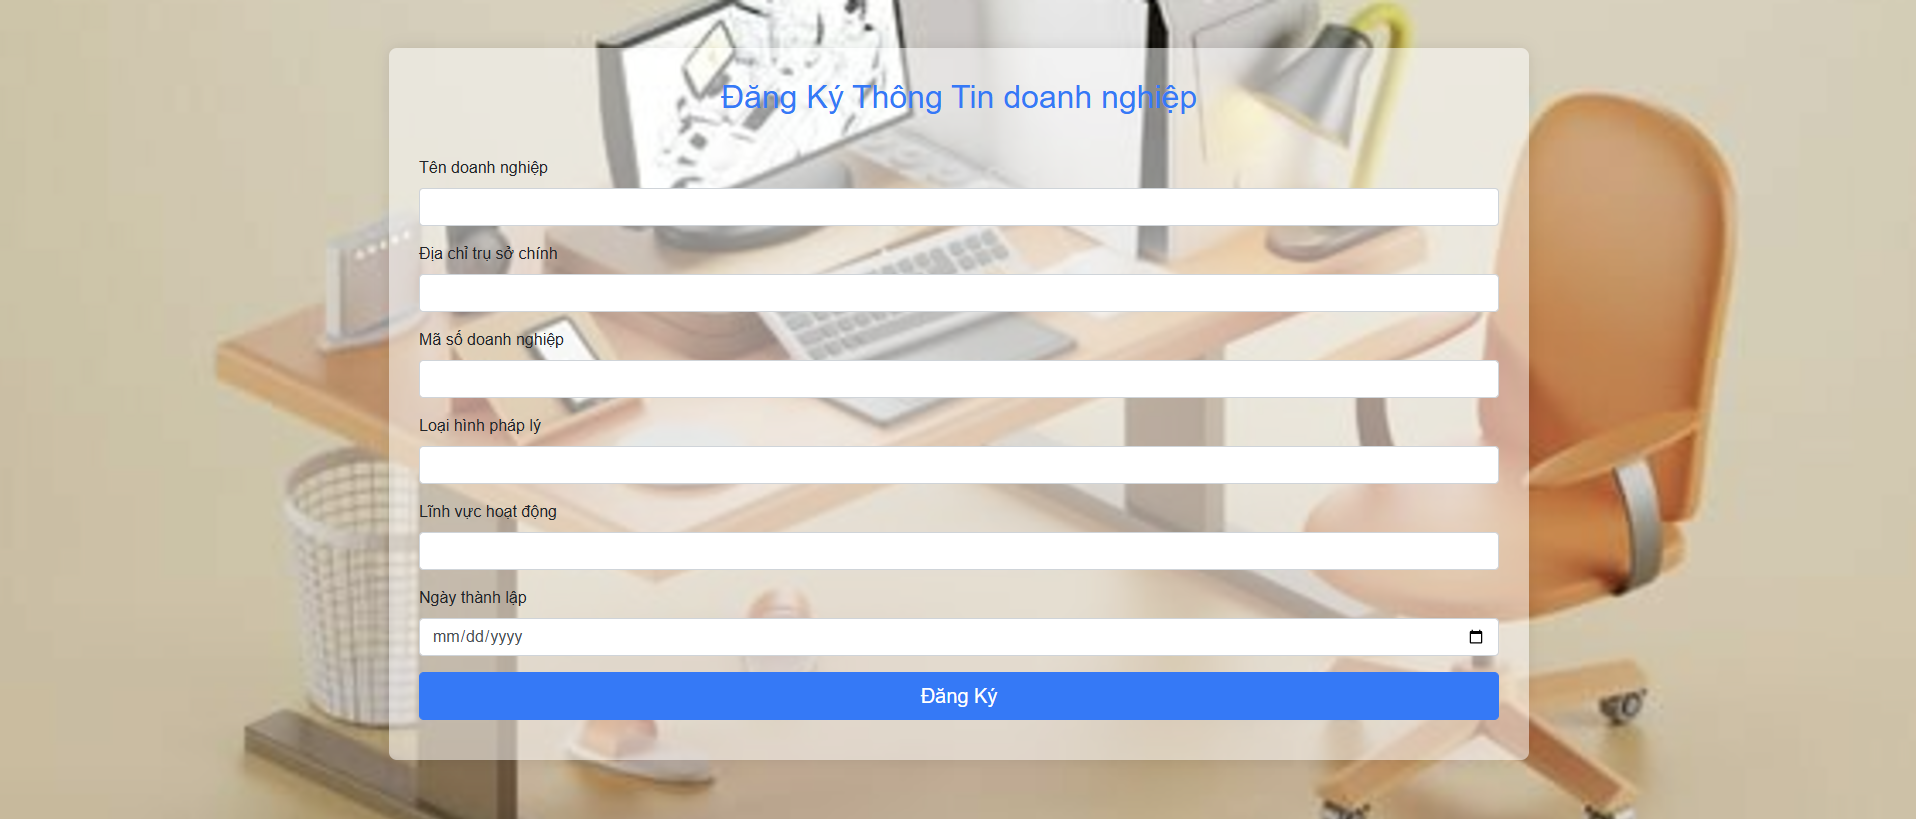 Đăng Ký Thông Tin doanh nghiệp
Tên doanh nghiệp
Địa chỉ trụ sở chính
Mã số doanh nghiệp
Loại hình pháp lý
Lĩnh vực hoạt động
Ngày thành lập
mm/dd/yyyy
Đăng Ký